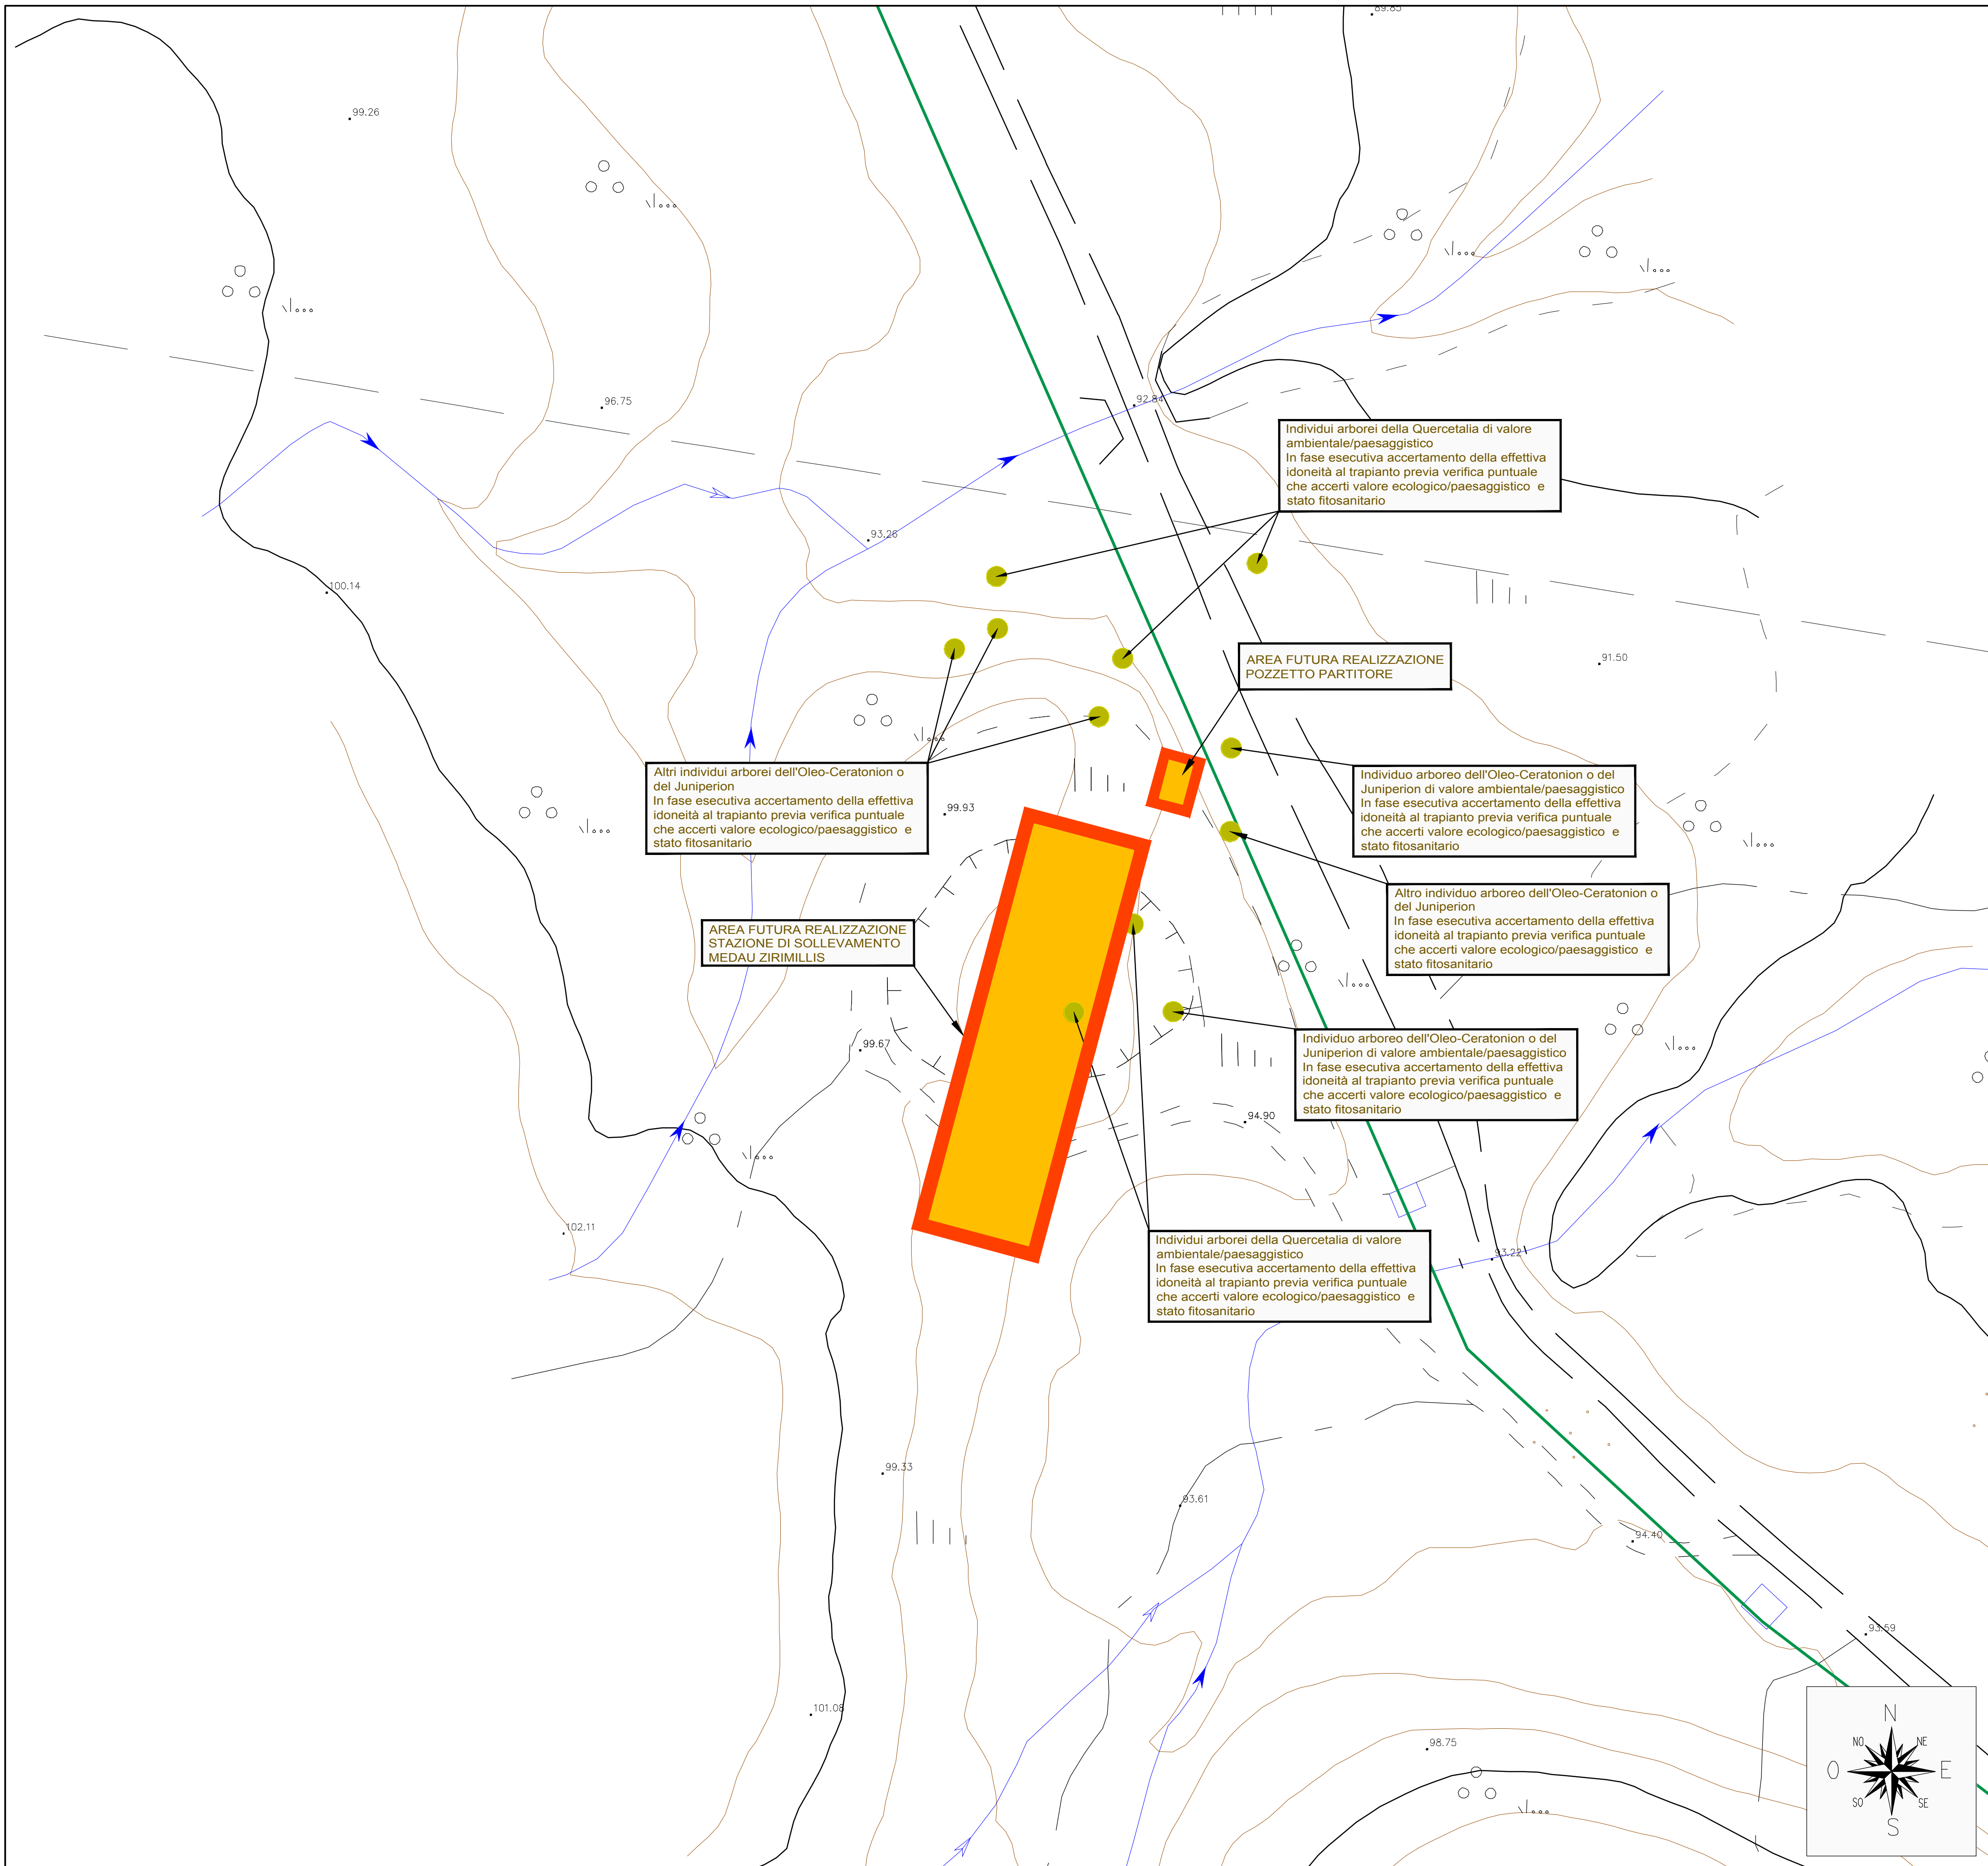 89.85
99.26
96.75
92.84
Individui arborei della Quercetalia di valore
ambientale/paesaggistico
In fase esecutiva accertamento della effettiva
idoneità al trapianto previa verifica puntuale
che accerti valore ecologico/paesaggistico e
stato fitosanitario
93.26
100.14
AREA FUTURA REALIZZAZIONE
POZZETTO PARTITORE
91.50
Altri individui arborei dell'Oleo-Ceratonion o
del Juniperion
In fase esecutiva accertamento della effettiva
idoneità al trapianto previa verifica puntuale
che accerti valore ecologico/paesaggistico e
stato fitosanitario
99.93
Individuo arboreo dell'Oleo-Ceratonion o del
Juniperion di valore ambientale/paesaggistico
In fase esecutiva accertamento della effettiva
idoneità al trapianto previa verifica puntuale
che accerti valore ecologico/paesaggistico e
stato fitosanitario
Altro individuo arboreo dell'Oleo-Ceratonion o
del Juniperion
In fase esecutiva accertamento della effettiva
idoneità al trapianto previa verifica puntuale
che accerti valore ecologico/paesaggistico e
stato fitosanitario
AREA FUTURA REALIZZAZIONE
STAZIONE DI SOLLEVAMENTO
MEDAU ZIRIMILLIS
99.67
Individuo arboreo dell'Oleo-Ceratonion o del
Juniperion di valore ambientale/paesaggistico
In fase esecutiva accertamento della effettiva
idoneità al trapianto previa verifica puntuale
che accerti valore ecologico/paesaggistico e
stato fitosanitario
94.90
102.11
Individui arborei della Quercetalia di valore
ambientale/paesaggistico
In fase esecutiva accertamento della effettiva
idoneità al trapianto previa verifica puntuale
che accerti valore ecologico/paesaggistico e
stato fitosanitario
93.22
99.33
93.61
94.40
93.59
101.08
98.75
N
NO
NE
O
E
SO
SE
S